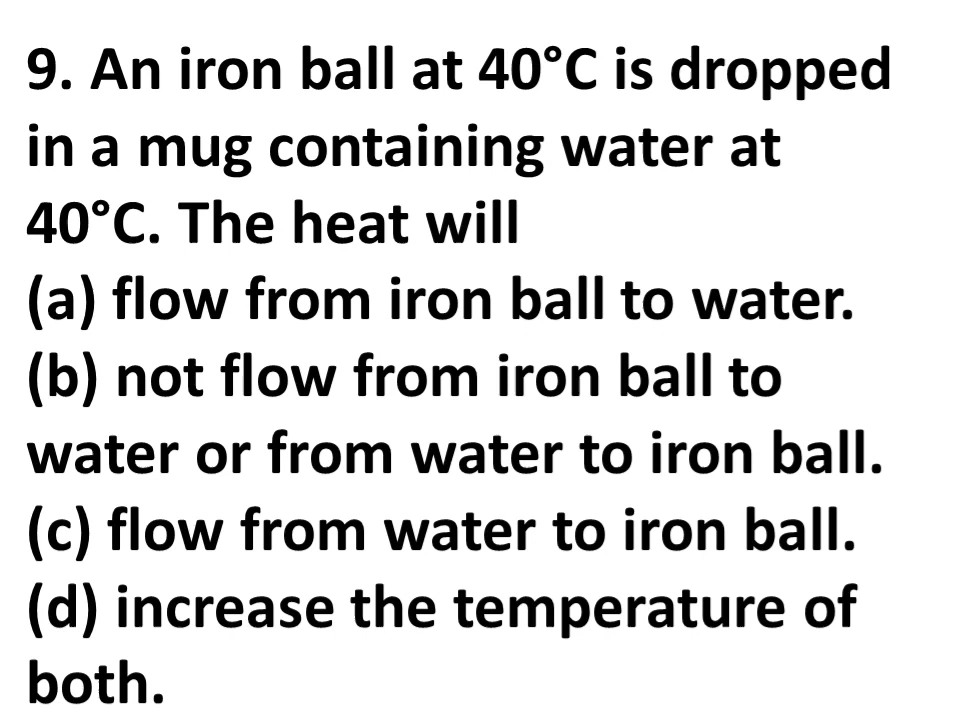 9. An iron ball at 40°C is dropped
in a mug containing water at
40°C. The heat will
(a) flow from iron ball to water.
(b) not flow from iron ball to
water or from water to iron ball.
(c) flow from water to iron ball.
(d) increase the temperature of
both.